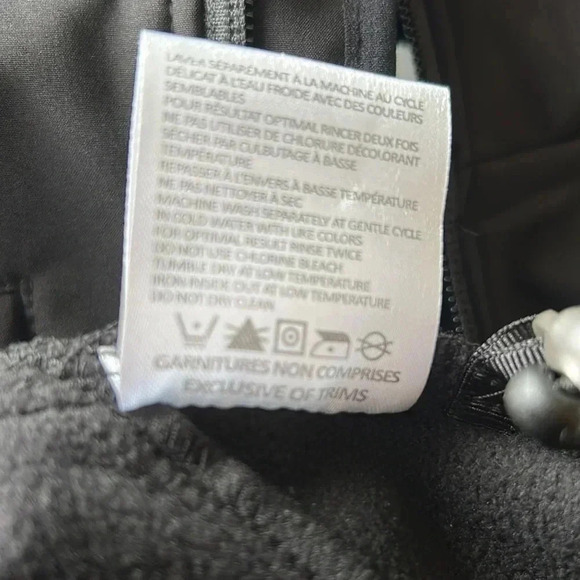 LAVER SÉPARÉMENT À LA MACHINE AU CYCLE
DÉLICAT À L'EAU FROIDE AVEC DES COULEURS
SEMBLABLES
POUR RÉSULTAT OPTIMAL RINCER DEUX FOIS
NE PAS UTILISER DE CHLORURE DÉCOLORANT
SÉCHER PAR CULBUTAGE À BASSE
TEMPÉRATURE
REPASSER À L'ENVERS À BASSE TEMPÉRATURE
NE PAS NETTOYER À SEC
MACHINE WASH SEPARATELY AT GENTLE CYCLE
IN COLD WATER WITH LIKE COLORS
FOR OPTIMAL RESULT RINSE TWICE
DO NOT USE CHLORINE BLEACH
TUMBLE DRY AT LOW TEMPERATURE
IRON INSIDE OUT AT LOW TEMPERATURE
DO NOT DRY CLEAN
GARNITURES NON COMPRISES
EXCLUSIVE OF TRIMS